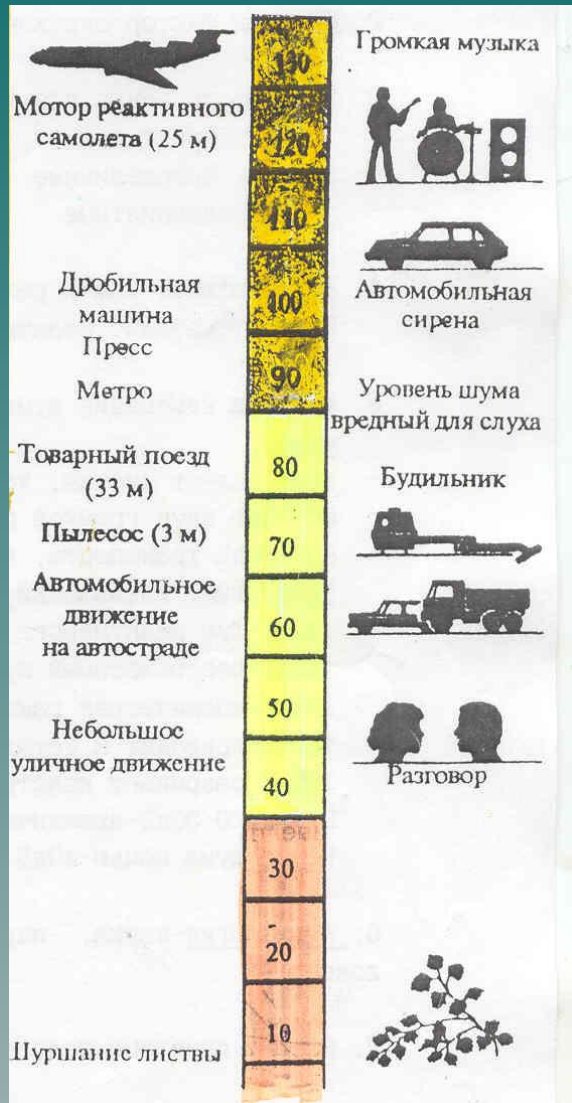 Громкая музыка
130
Мотор реактивного
самолета (25 м)
120
110
Дробильная
машина
Пресс
100
Автомобильная
сирена
90
Метро
Уровень шума
вредный для слуха
Товарный поезд
(33 м)
80
Будильник
Пылесос (3 м)
70
Автомобильное
движение
на автостраде
60
50
Небольшое
уличное движение
40
Разговор
30
20
10
Шуршание листвы